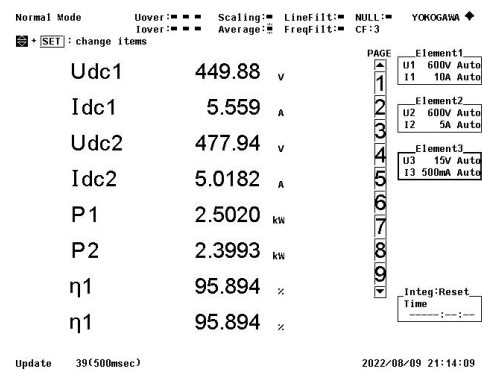 Normal Mode Uover:- - - Scaling:- LineFilt:- NULL:- YOKOGAWA
Iover:- - - Average: FreqFilt:- CF:3
+ SET : change items
PAGE
1
2
3
4
5
6
7
8
9
Udc1 449.88 V
Idc1 5.559 A
Udc2 477.94 V
Idc2 5.0182 A
P1 2.5020 kW
P2 2.3993 kW
η1 95.894 %
η1 95.894 %
Element1
U1 600V Auto
I1 10A Auto
Element2
U2 600V Auto
I2 5A Auto
Element3
U3 15V Auto
I3 500mA Auto
Integ:Reset
Time
-----:--:--
Update 39(500msec) 2022/08/09 21:14:09